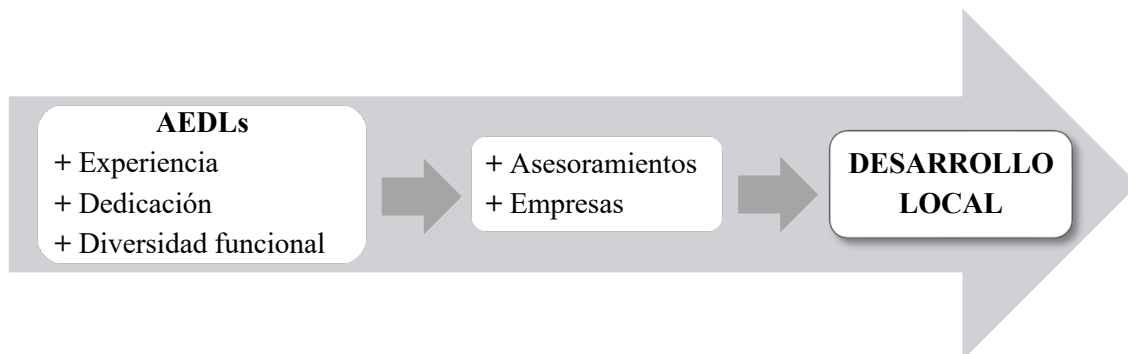 AEDLs
+ Experiencia
+ Dedicación
+ Diversidad funcional
+ Asesoramientos
+ Empresas
DESARROLLO
LOCAL